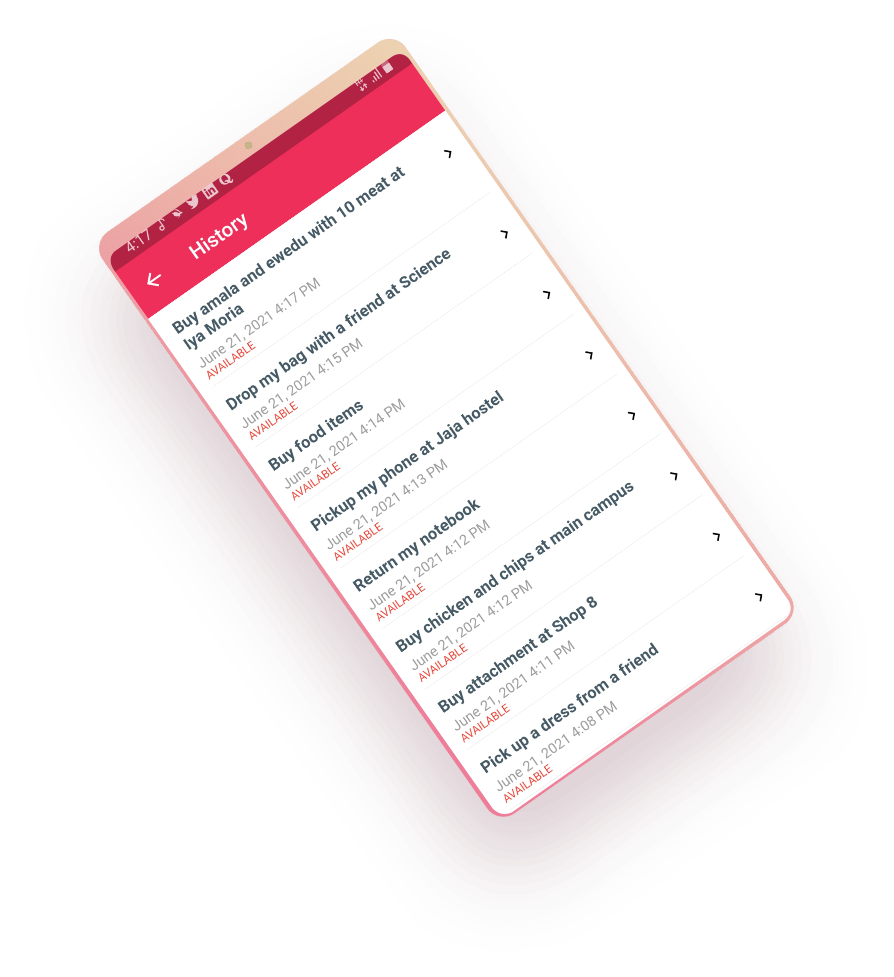 4:17
History
Buy amala and ewedu with 10 meat at
Iya Moria
June 21, 2021 4:17 PM
AVAILABLE
Drop my bag with a friend at Science
June 21, 2021 4:15 PM
AVAILABLE
Buy food items
June 21, 2021 4:14 PM
AVAILABLE
Pickup my phone at Jaja hostel
June 21, 2021 4:13 PM
AVAILABLE
Return my notebook
June 21, 2021 4:12 PM
AVAILABLE
Buy chicken and chips at main campus
June 21, 2021 4:12 PM
AVAILABLE
Buy attachment at Shop 8
June 21, 2021 4:11 PM
AVAILABLE
Pick up a dress from a friend
June 21, 2021 4:08 PM
AVAILABLE